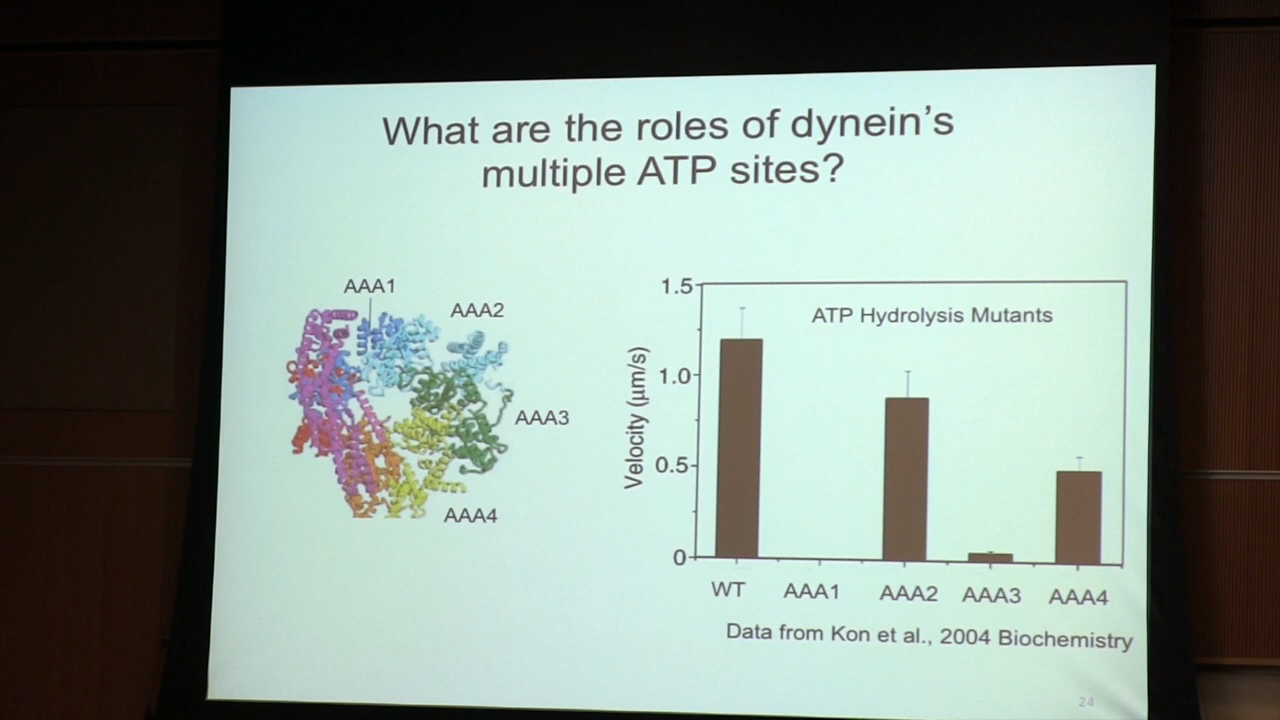 What are the roles of dynein's
multiple ATP sites?
AAA1
AAA2
AAA3
AAA4
1.5
1.0
0.5
0
Velocity (μm/s)
ATP Hydrolysis Mutants
WT AAA1 AAA2 AAA3 AAA4
Data from Kon et al., 2004 Biochemistry
24